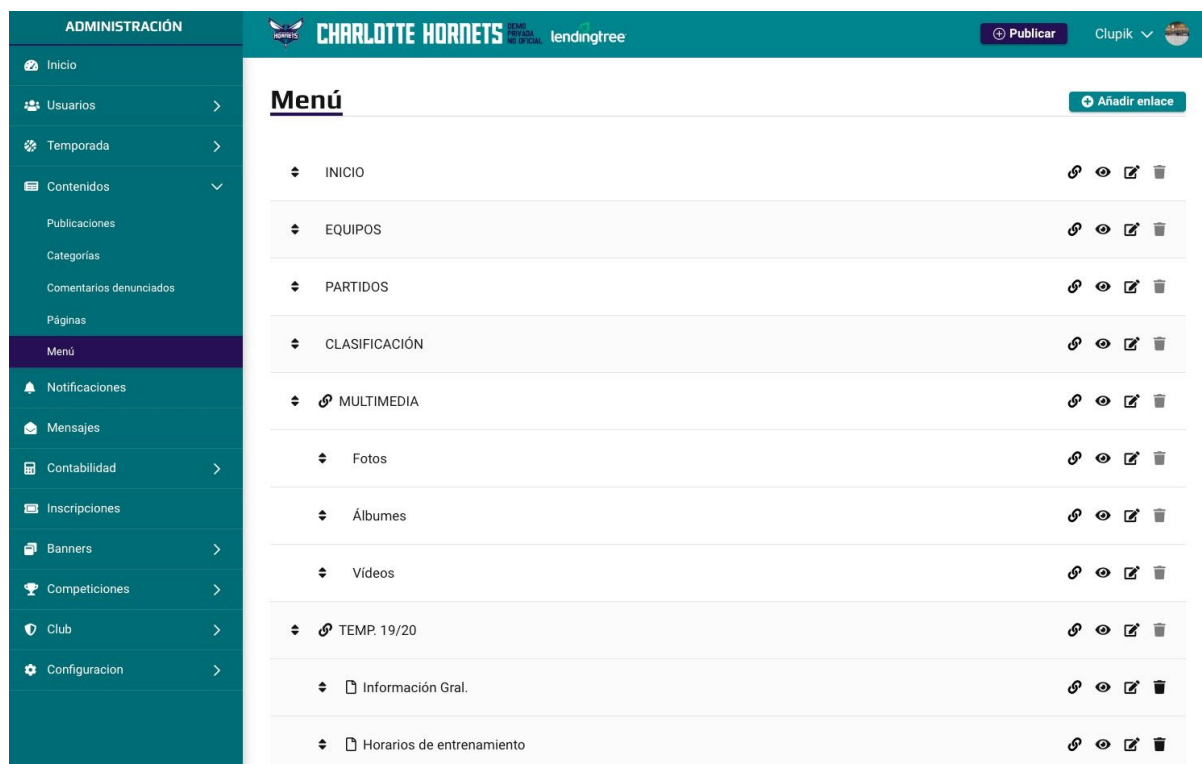 ADMINISTRACIÓN
HORNETS
CHARLOTTE HORNETS
DEMO
PRIVADA
NO OFICIAL
lendingtree
Publicar
Clupik
Inicio
Usuarios
Temporada
Contenidos
Publicaciones
Categorías
Comentarios denunciados
Páginas
Menú
Notificaciones
Mensajes
Contabilidad
Inscripciones
Banners
Competiciones
Club
Configuracion
Menú
Añadir enlace
INICIO
EQUIPOS
PARTIDOS
CLASIFICACIÓN
MULTIMEDIA
Fotos
Álbumes
Vídeos
TEMP. 19/20
Información Gral.
Horarios de entrenamiento